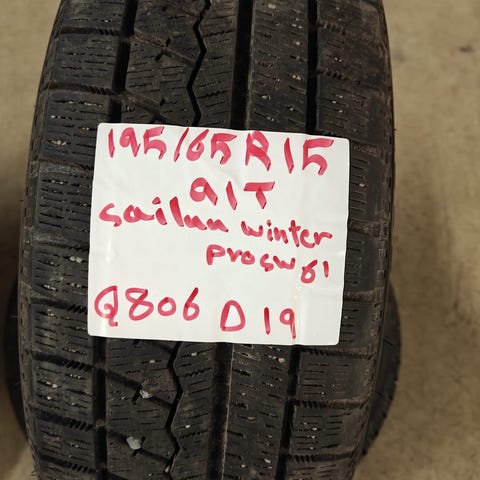 195/65R15
91T
sailun winter
prosw61
Q806 D19